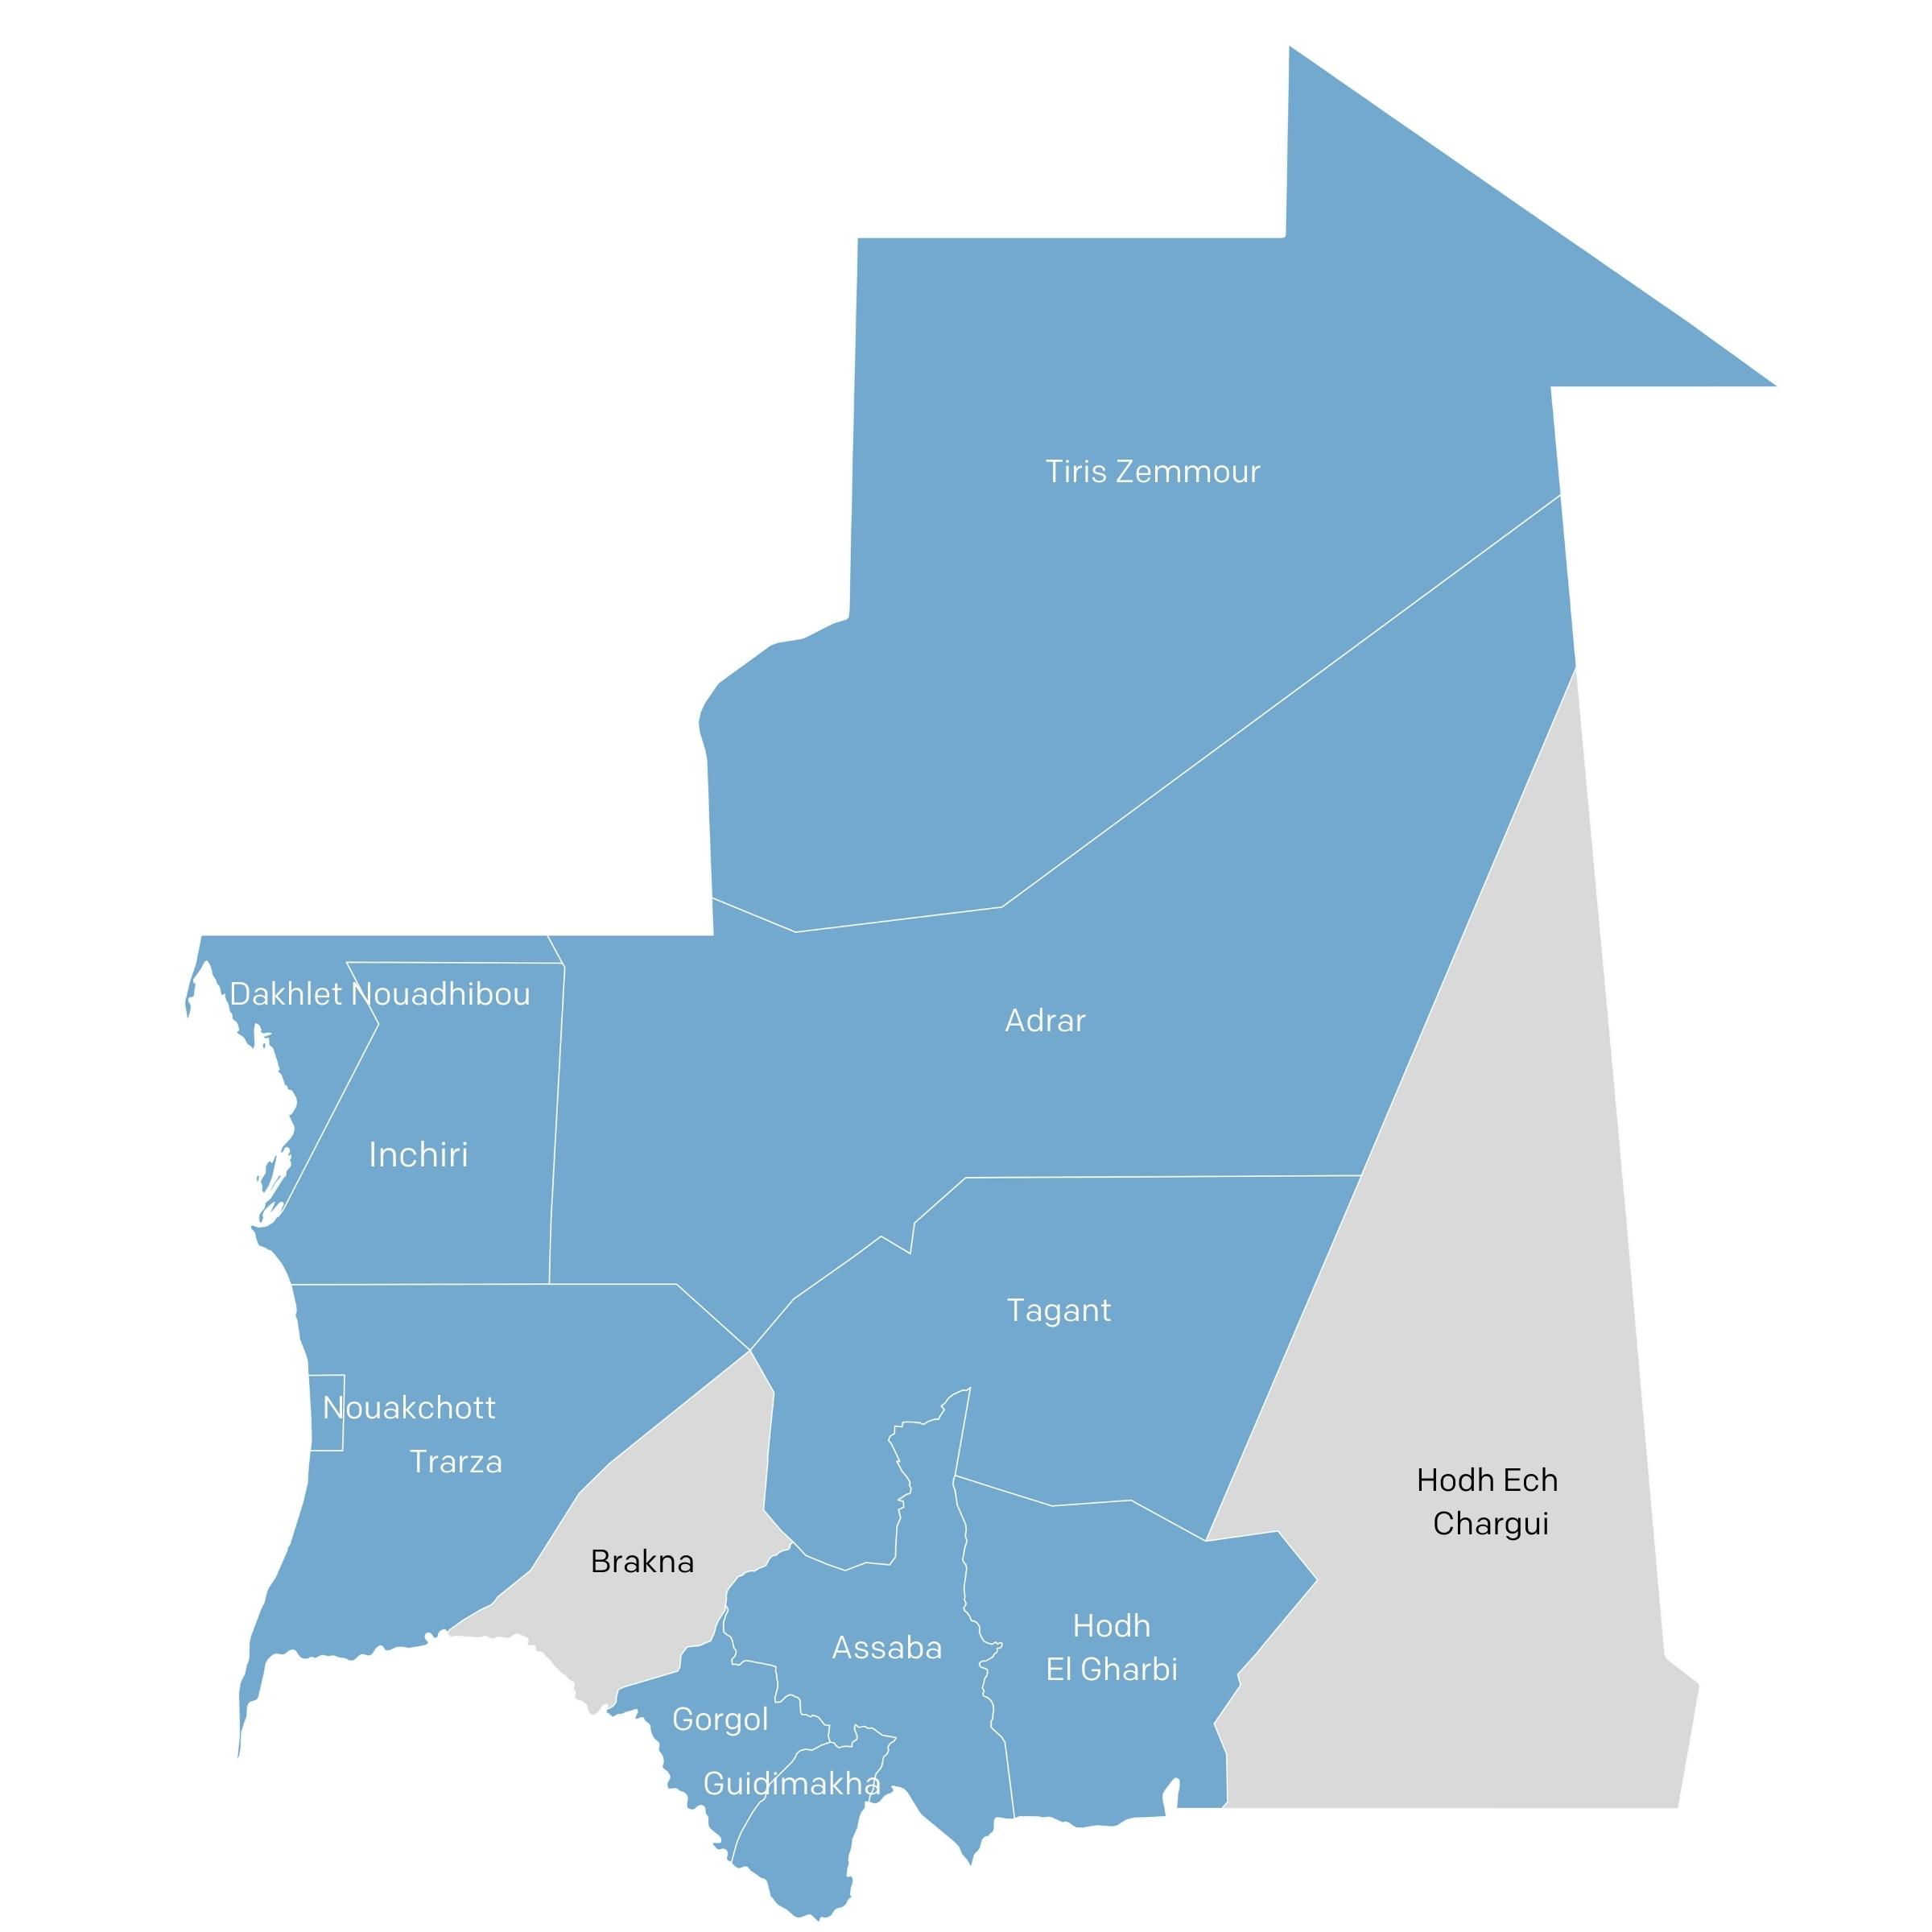 Tiris Zemmour
Dakhlet Nouadhibou
Adrar
Inchiri
Tagant
Nouakchott
Trarza
Hodh Ech
Chargui
Brakna
Hodh
El Gharbi
Assaba
Gorgol
Guidimakha